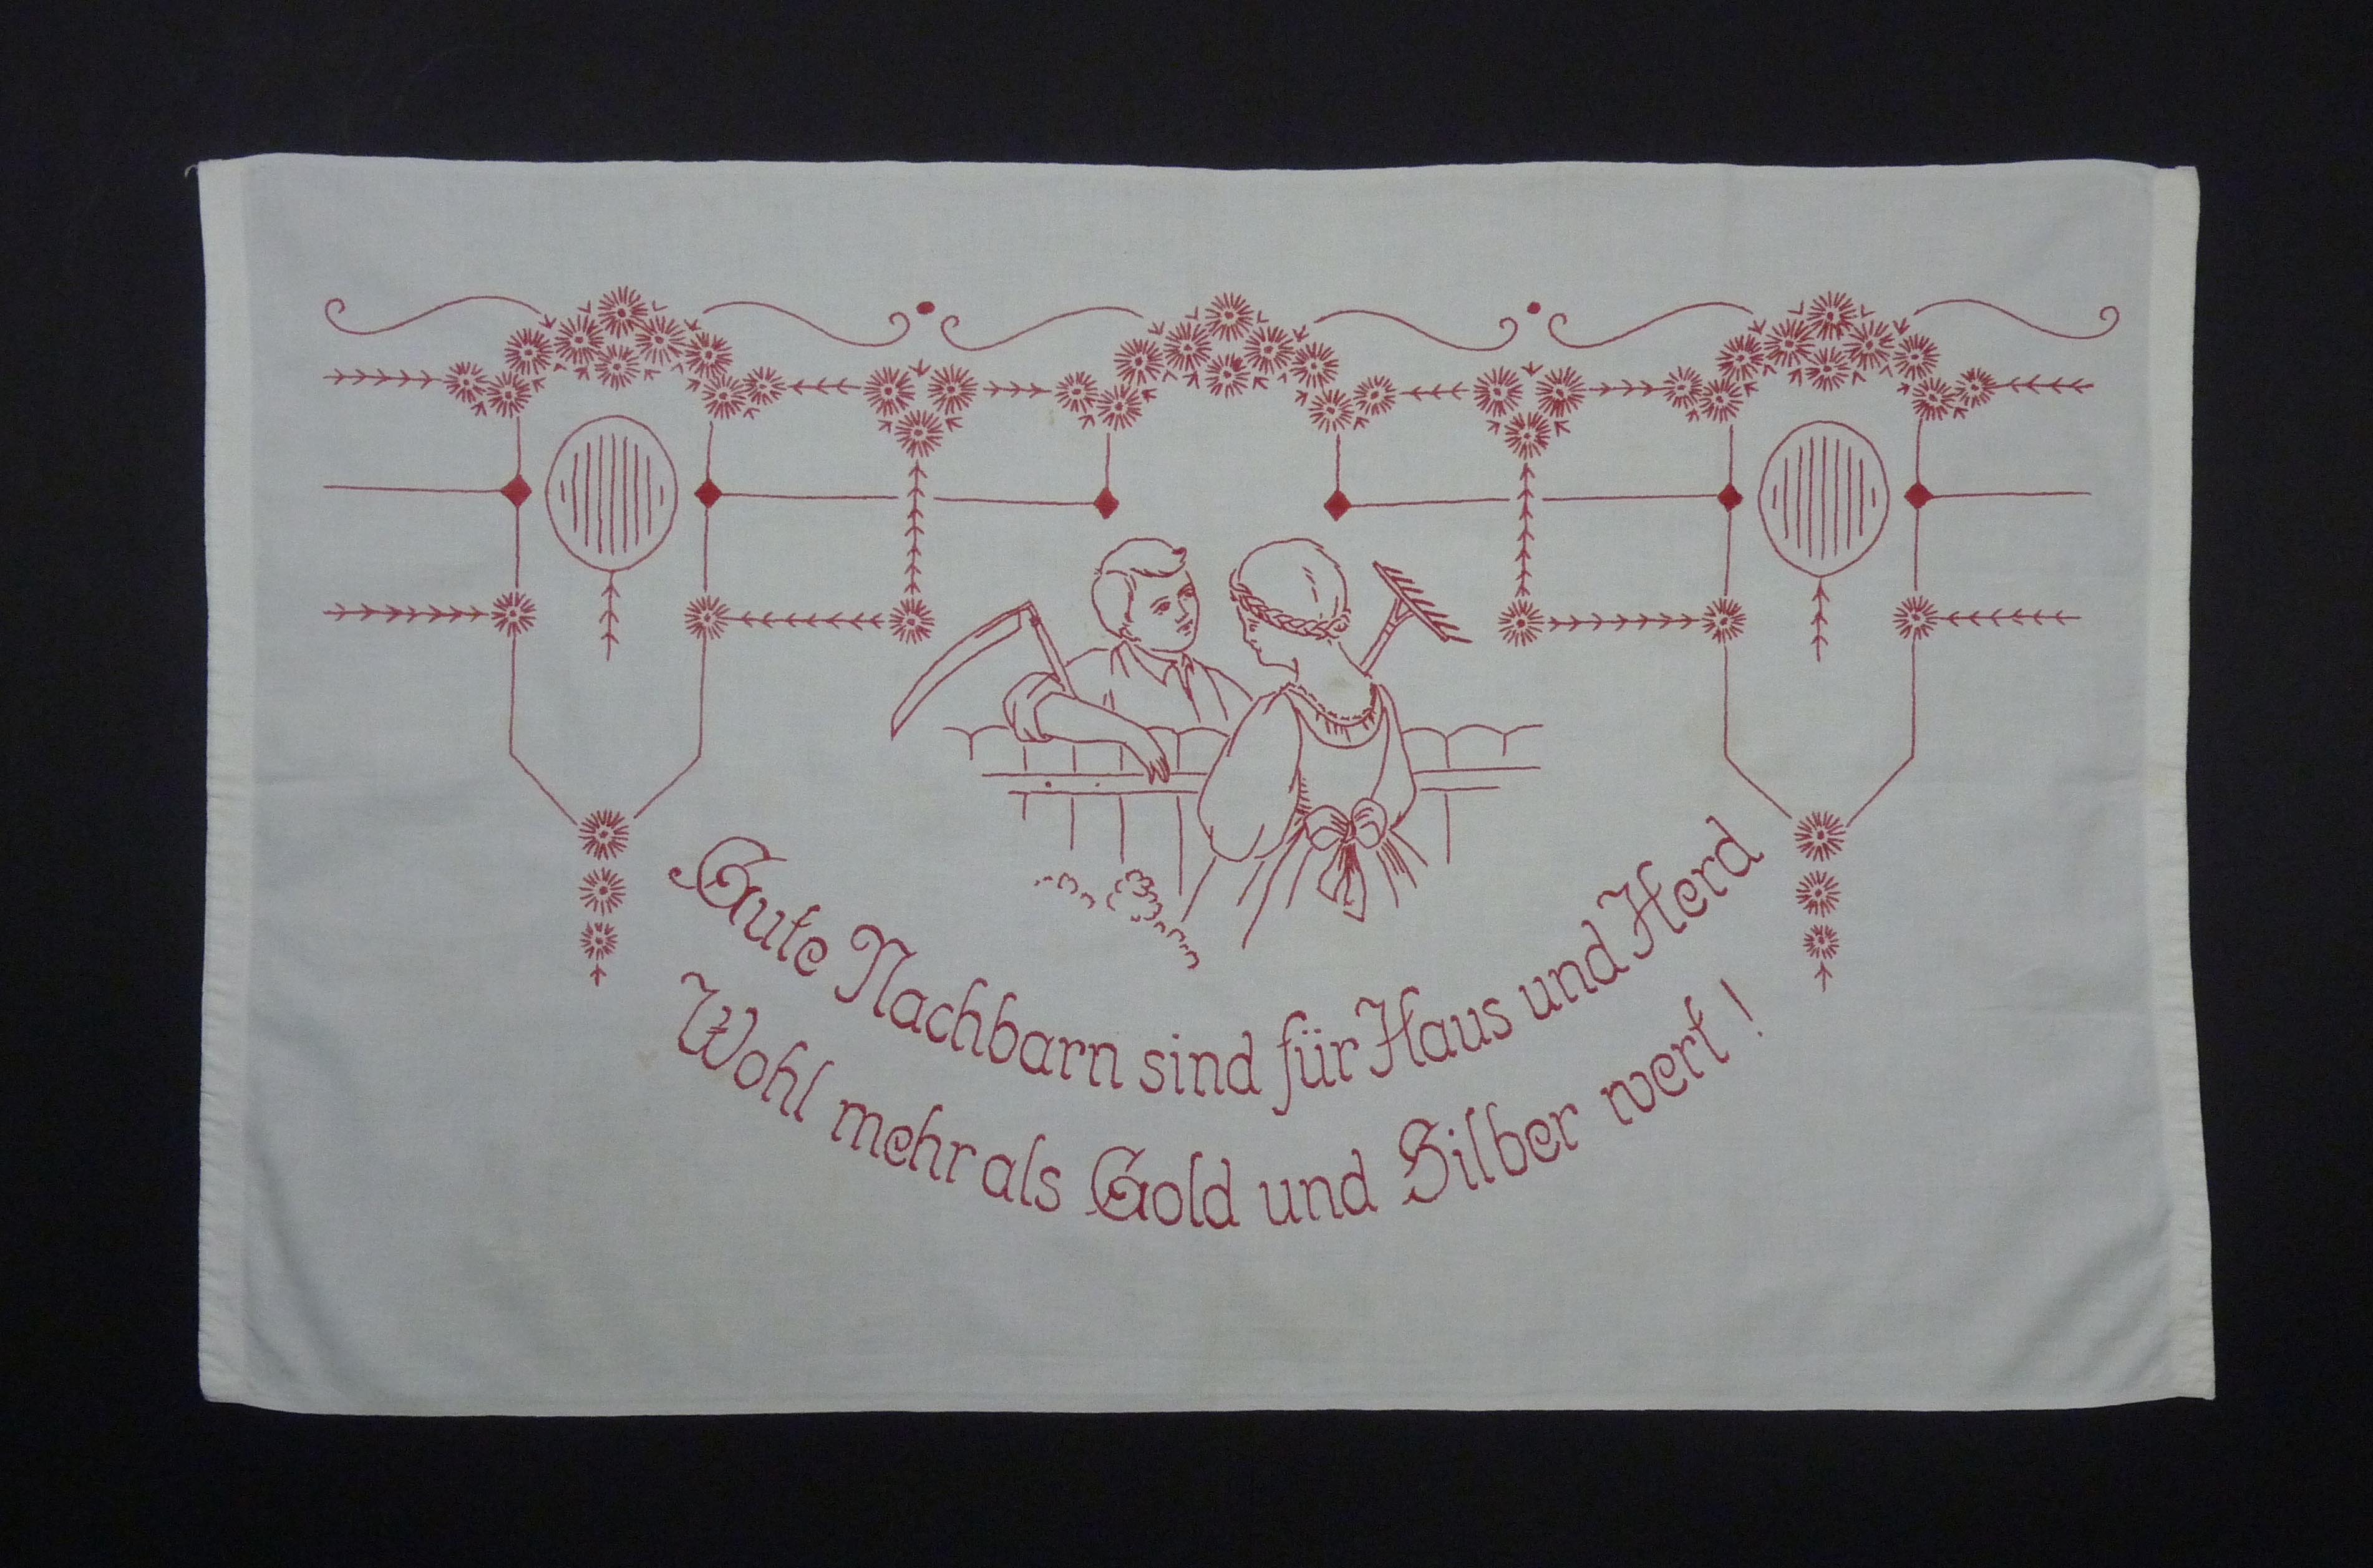 Gute Nachbarn sind für Haus und Herd
Wohl mehr als Gold und Silber wert!